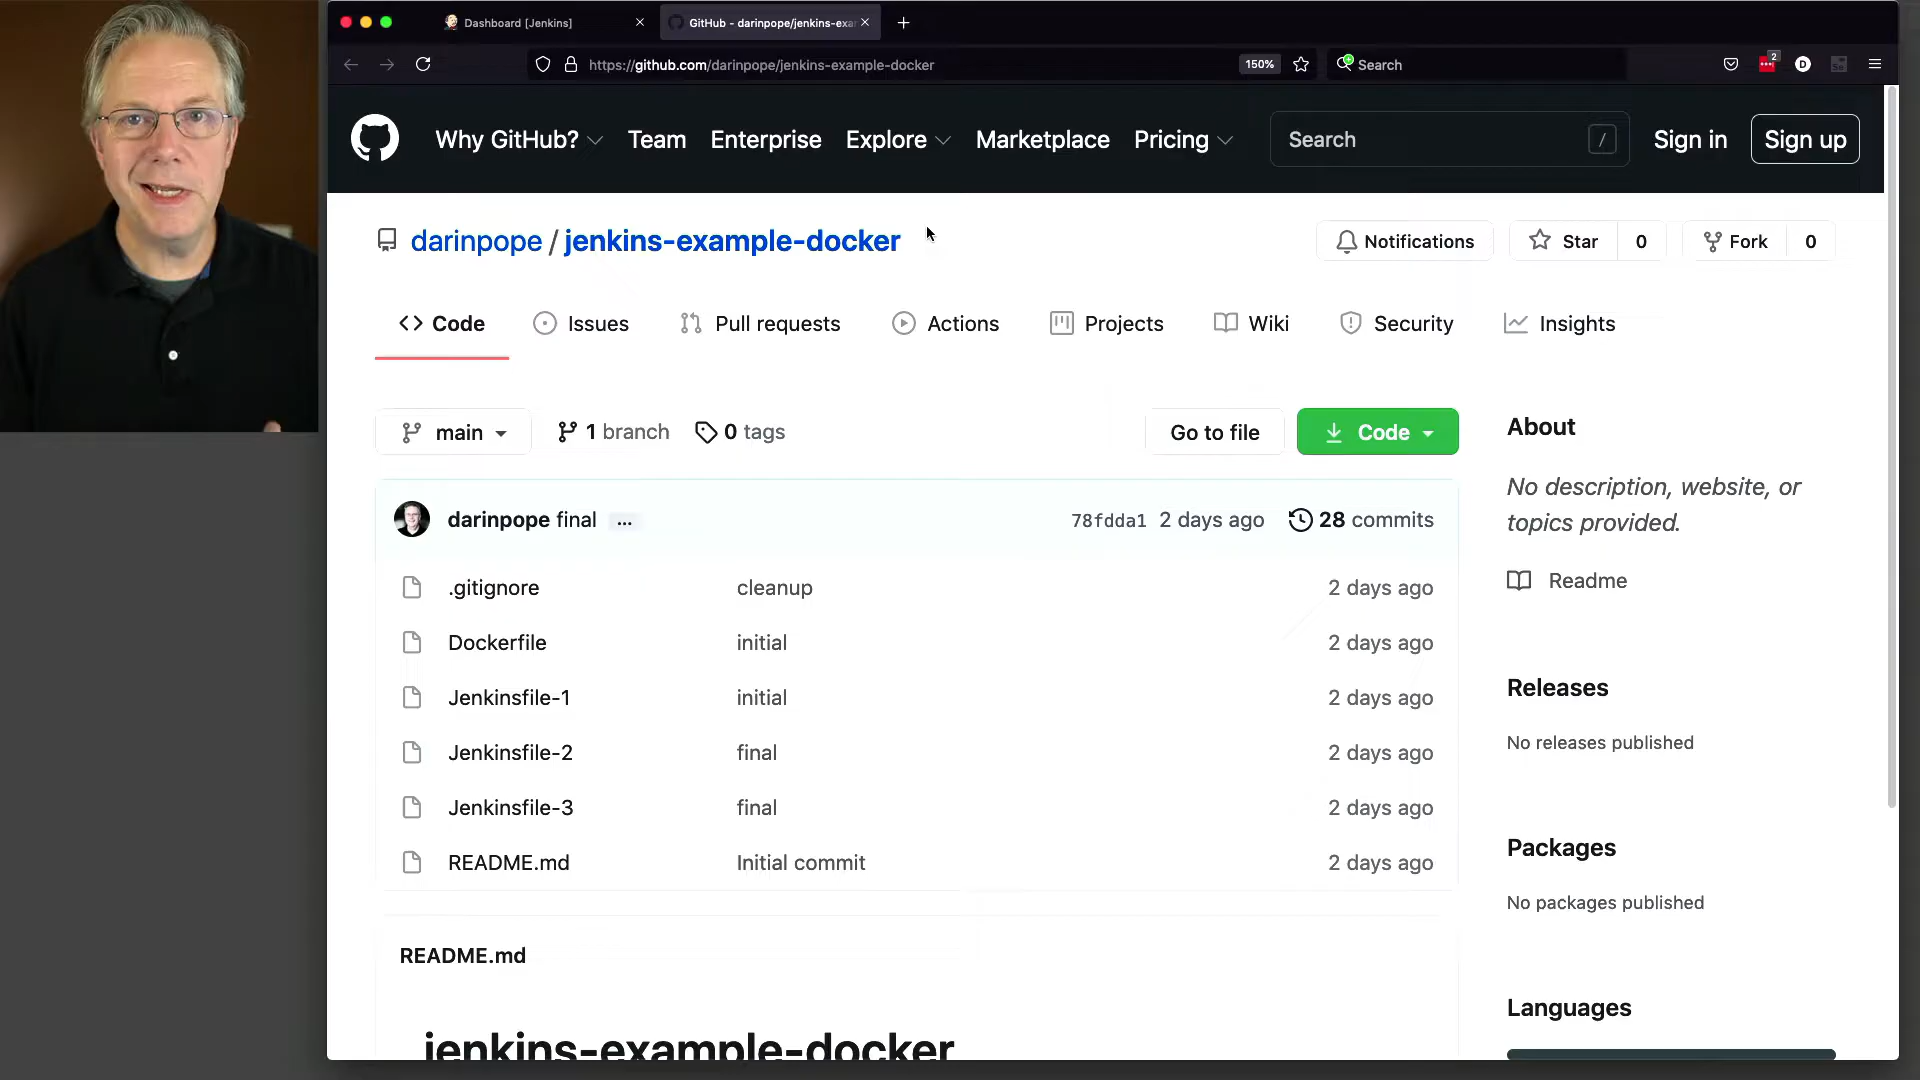 Dashboard [Jenkins]
GitHub - darinpope/jenkins-exa
https://github.com/darinpope/jenkins-example-docker
150%
Search
2
D
Why GitHub?
Team
Enterprise
Explore
Marketplace
Pricing
Search
/
Sign in
Sign up
darinpope / jenkins-example-docker
Notifications
Star
0
Fork
0
Code
Issues
Pull requests
Actions
Projects
Wiki
Security
Insights
main
1 branch
0 tags
Go to file
Code
About
No description, website, or
topics provided.
Readme
darinpope final ...
78fdda1 2 days ago
28 commits
.gitignore cleanup 2 days ago
Dockerfile initial 2 days ago
Jenkinsfile-1 initial 2 days ago
Jenkinsfile-2 final 2 days ago
Jenkinsfile-3 final 2 days ago
README.md Initial commit 2 days ago
Releases
No releases published
Packages
No packages published
Languages
README.md
jenkins-example-docker